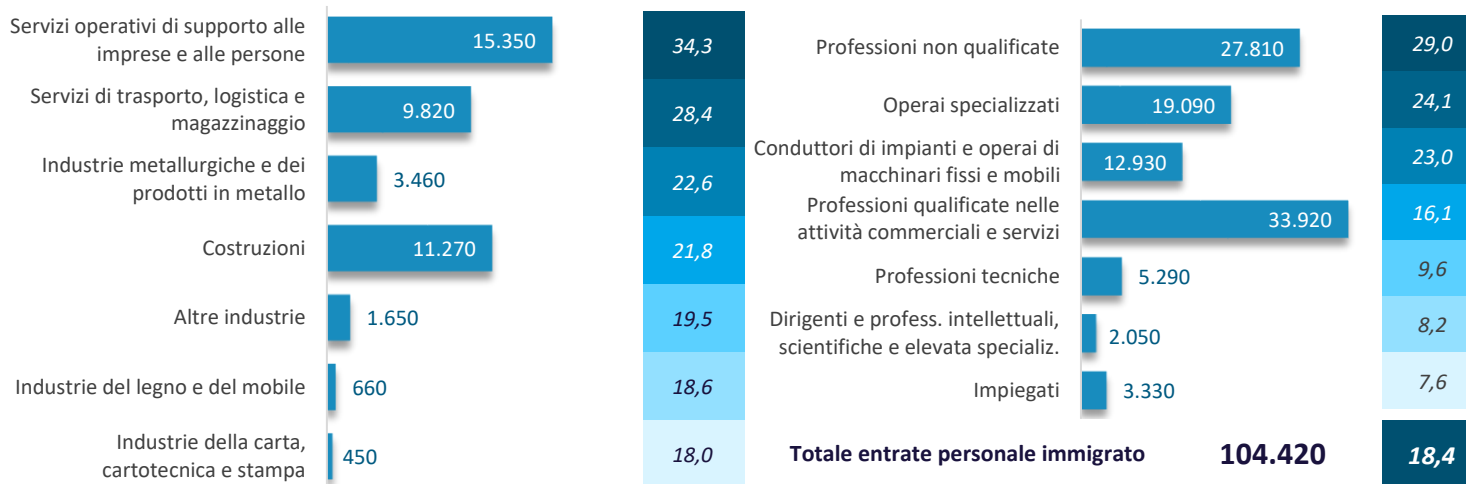 Servizi operativi di supporto alle
imprese e alle persone
15.350
34,3
Servizi di trasporto, logistica e
magazzinaggio
9.820
28,4
Industrie metallurgiche e dei
prodotti in metallo
3.460
22,6
Costruzioni
11.270
21,8
Altre industrie
1.650
19,5
Industrie del legno e del mobile
660
18,6
Industrie della carta,
cartotecnica e stampa
450
18,0
Professioni non qualificate
27.810
29,0
Operai specializzati
19.090
24,1
Conduttori di impianti e operai di
macchinari fissi e mobili
12.930
23,0
Professioni qualificate nelle
attività commerciali e servizi
33.920
16,1
Professioni tecniche
5.290
9,6
Dirigenti e profess. intellettuali,
scientifiche e elevata specializ.
2.050
8,2
Impiegati
3.330
7,6
Totale entrate personale immigrato
104.420
18,4